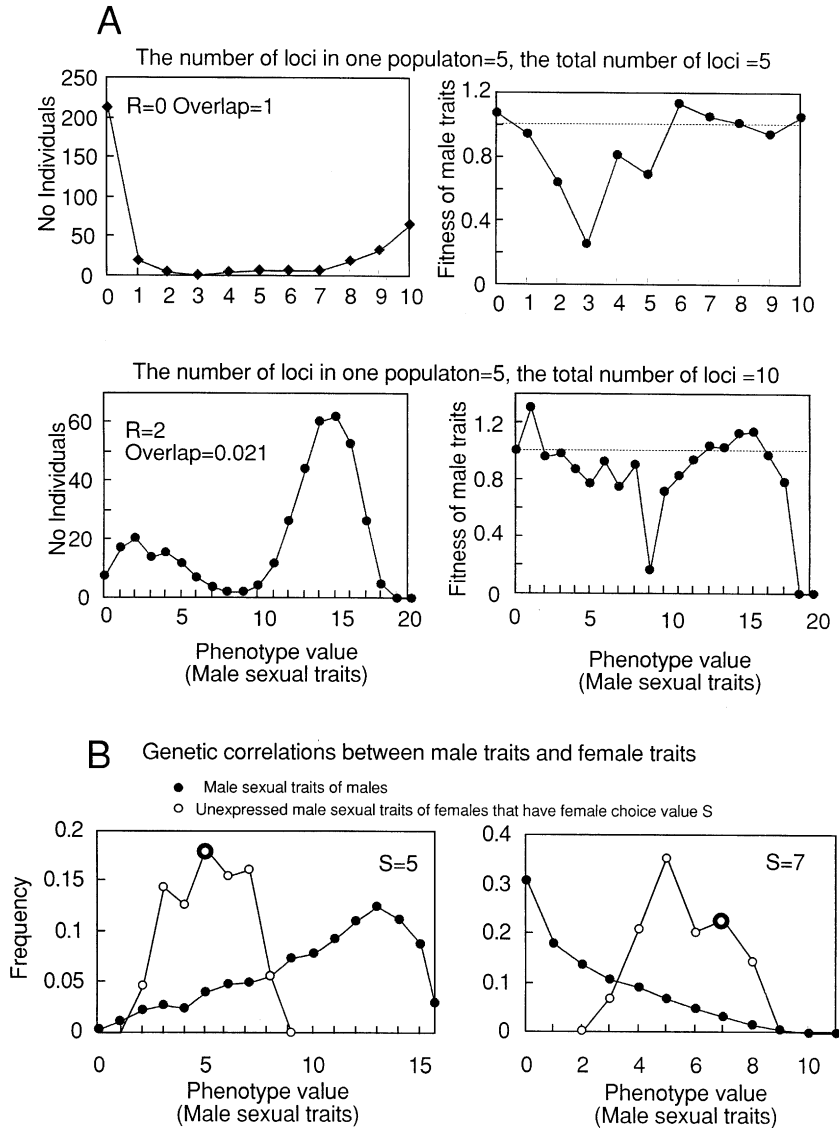 A
The number of loci in one populaton=5, the total number of loci =5
No Individuals
250
200
150
100
50
0
R=0 Overlap=1
0 1 2 3 4 5 6 7 8 9 10
Fitness of male traits
1.2
0.8
0.4
0
0 1 2 3 4 5 6 7 8 9 10
The number of loci in one populaton=5, the total number of loci =10
No Individuals
60
40
20
0
R=2
Overlap=0.021
0 5 10 15 20
Phenotype value
(Male sexual traits)
Fitness of male traits
1.2
0.8
0.4
0
0 5 10 15 20
Phenotype value
(Male sexual traits)
B
Genetic correlations between male traits and female traits
Male sexual traits of males
Unexpressed male sexual traits of females that have female choice value S
Frequency
0.2
0.15
0.1
0.05
0
S=5
0 5 10 15
Phenotype value
(Male sexual traits)
0.4
0.3
0.2
0.1
0
S=7
0 2 4 6 8 10
Phenotype value
(Male sexual traits)